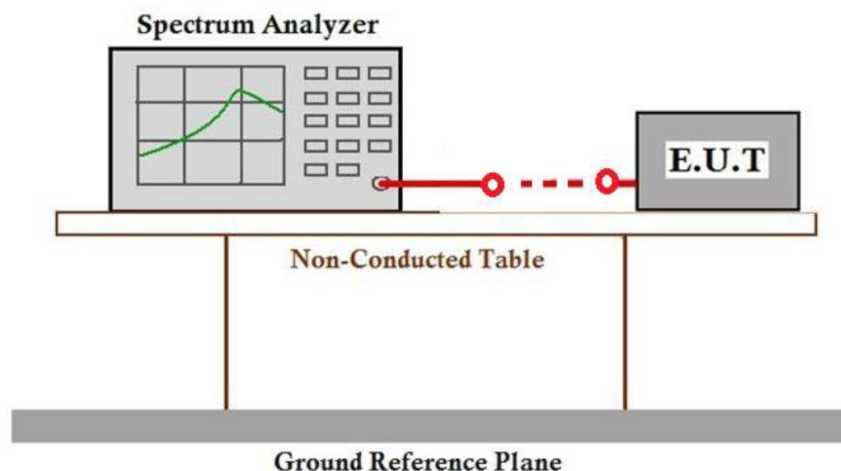 Spectrum Analyzer
E.U.T
Non-Conducted Table
Ground Reference Plane